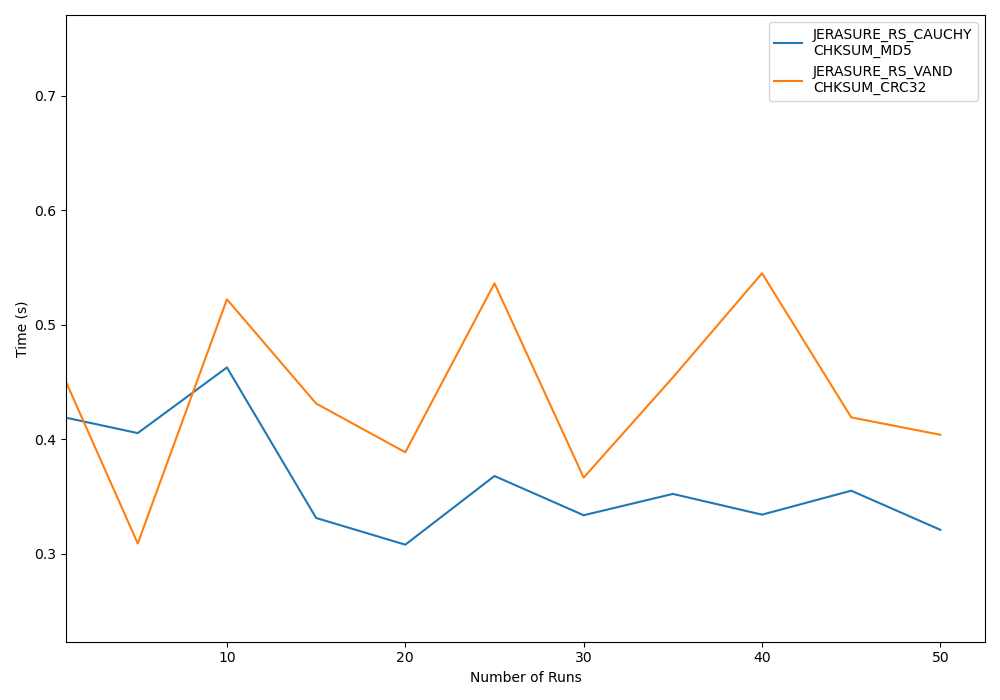 JERASURE_RS_CAUCHY
CHKSUM_MD5
JERASURE_RS_VAND
CHKSUM_CRC32
0.7
0.6
0.5
0.4
0.3
Time (s)
10 20 30 40 50
Number of Runs